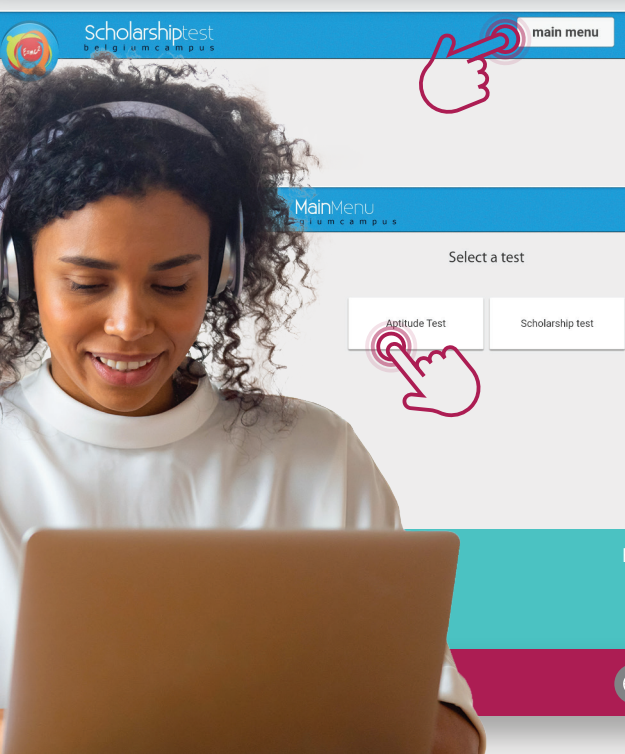 Scholarshiptest
belgiumcampus
main menu
MainMenu
giumcampus
Select a test
Aptitude Test
Scholarship test